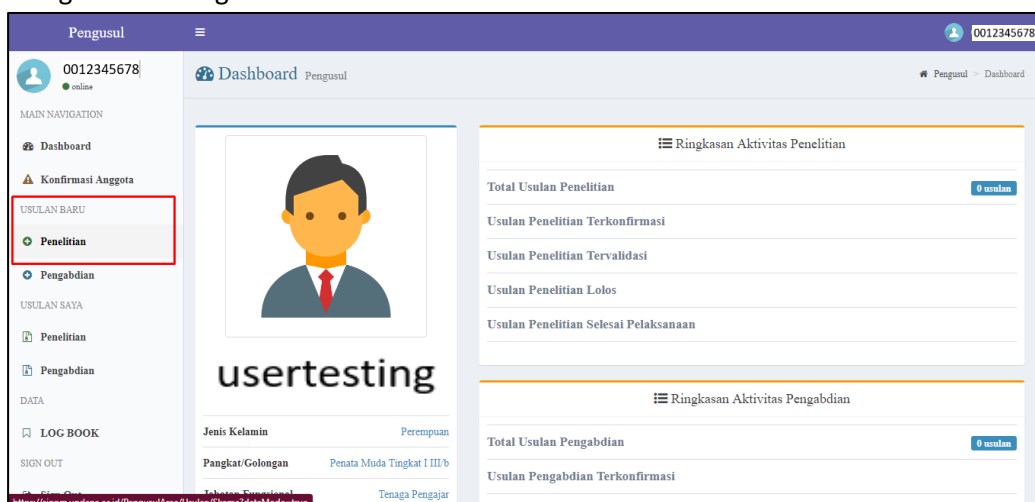 Pengusul
0012345678
0012345678
online
Dashboard Pengusul
Pengusul > Dashboard
MAIN NAVIGATION
Dashboard
Konfirmasi Anggota
USULAN BARU
Penelitian
Pengabdian
USULAN SAYA
Penelitian
Pengabdian
DATA
LOG BOOK
SIGN OUT
usertesting
Jenis Kelamin Perempuan
Pangkat/Golongan Penata Muda Tingkat I III/b
Jabatan Fungsional Tenaga Pengajar
Ringkasan Aktivitas Penelitian
Total Usulan Penelitian 0 usulan
Usulan Penelitian Terkonfirmasi
Usulan Penelitian Tervalidasi
Usulan Penelitian Lolos
Usulan Penelitian Selesai Pelaksanaan
Ringkasan Aktivitas Pengabdian
Total Usulan Pengabdian 0 usulan
Usulan Pengabdian Terkonfirmasi